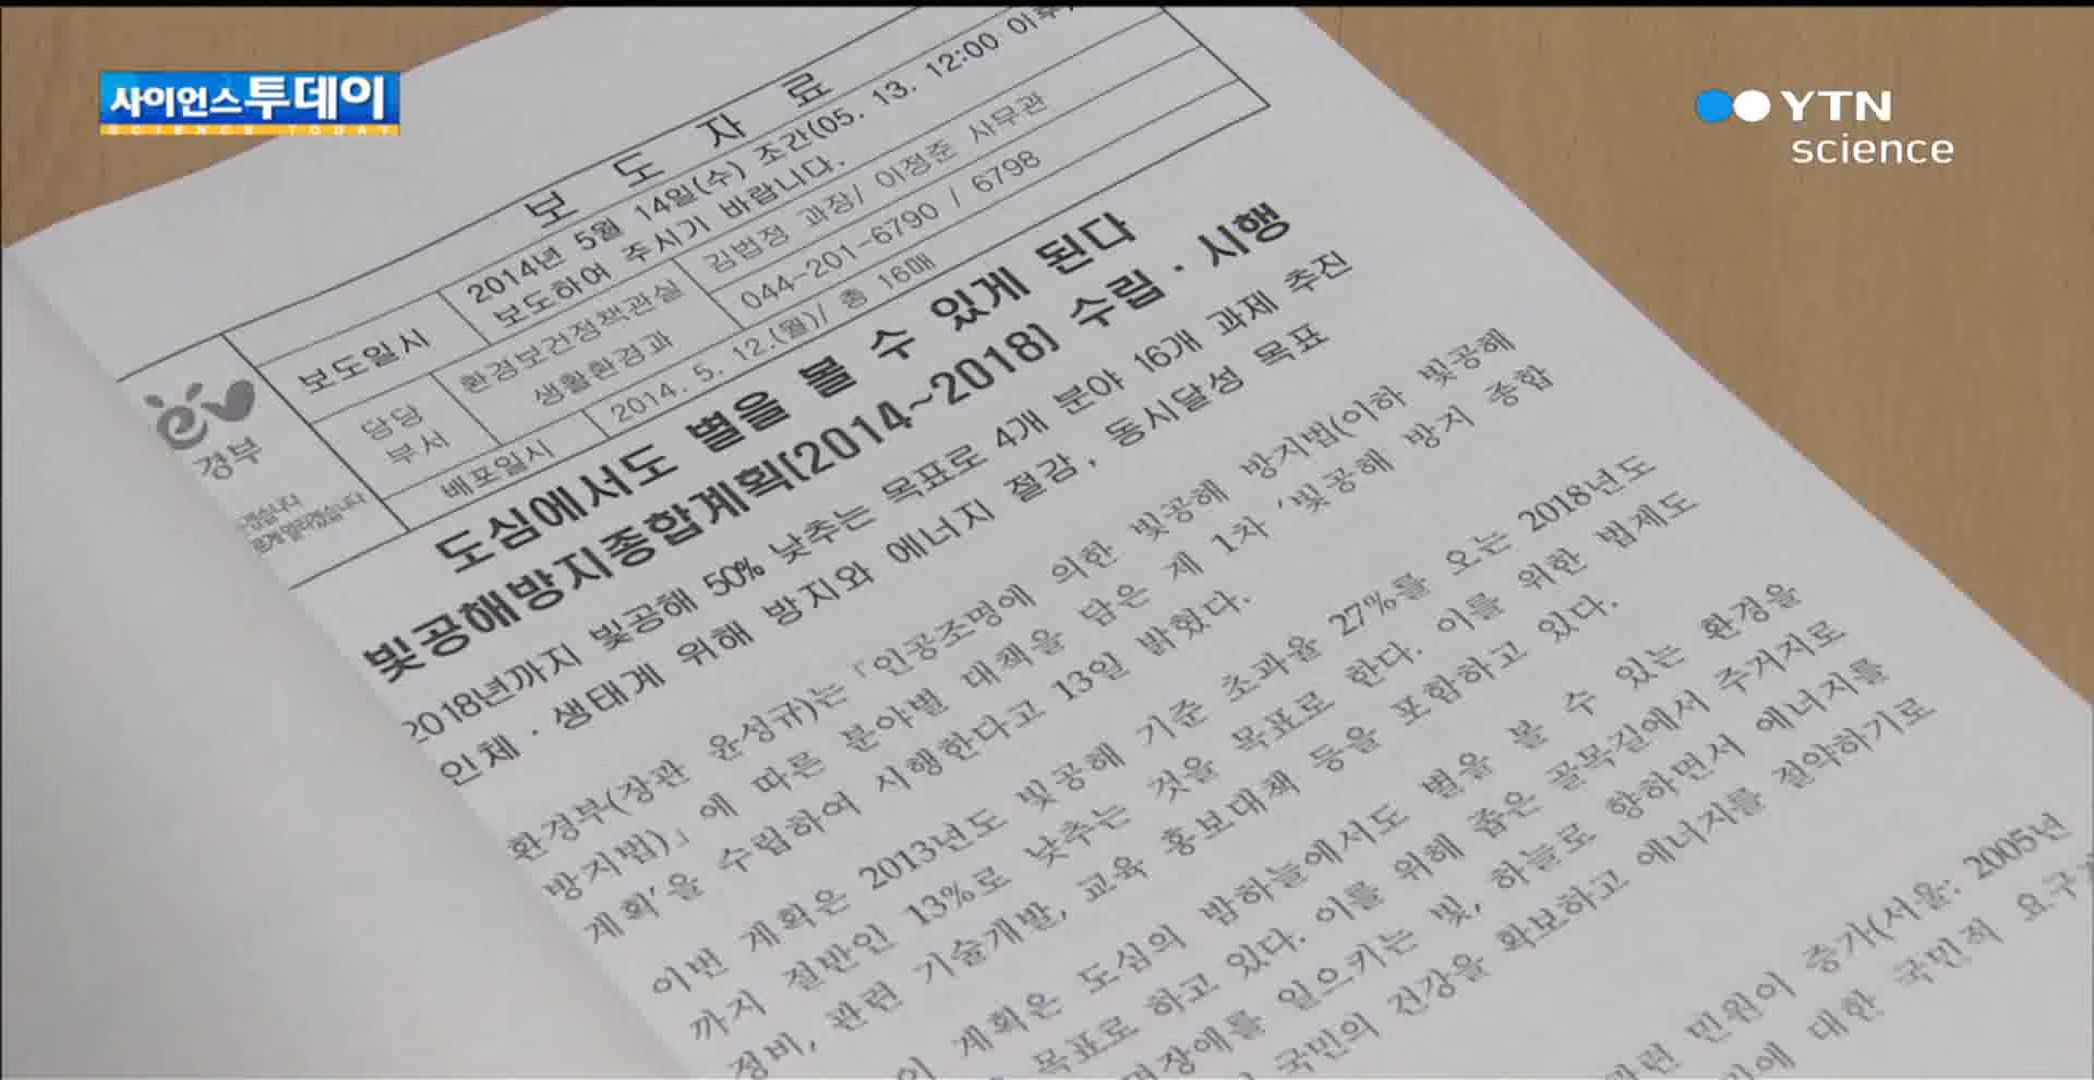 사이언스투데이
SCIENCE TODAY
YTN
science
보 도 자 료
보도일시
2014년 5월 14일(수) 조간(05. 13. 12:00 이후)
보도하여 주시기 바랍니다.
담당
부서
환경보건정책관실
생활환경과
김법정 과장/ 이정준 사무관
044-201-6790 / 6798
배포일시
2014. 5. 12.(월)/ 총 16매
경부
겠습니다
열리겠습니다
도심에서도 별을 볼 수 있게 된다
빛공해방지종합계획(2014~2018) 수립·시행
2018년까지 빛공해 50% 낮추는 목표로 4개 분야 16개 과제 추진
인체·생태계 위해 방지와 에너지 절감, 동시달성 목표
환경부(장관 윤성규)는 「인공조명에 의한 빛공해 방지법(이하 빛공해
방지법)」에 따른 분야별 대책을 담은 제 1차 '빛공해 방지 종합
계획'을 수립하여 시행한다고 13일 밝혔다.
이번 계획은 2013년도 빛공해 기준 초과율 27%를 오는 2018년도
까지 절반인 13%로 낮추는 것을 목표로 한다. 이를 위한 법제도
정비, 관련 기술개발, 교육 홍보대책 등을 포함하고 있다.
계획은 도심의 밤하늘에서도 별을 볼 수 있는 환경을
목표로 하고 있다. 이를 위해 좁은 골목길에서 주거지로
장애를 일으키는 빛, 하늘로 향하면서 에너지를
국민의 건강을 확보하고 에너지를 절약하기로
관련 민원이 증가(서울: 2005년
대한 국민적 요구